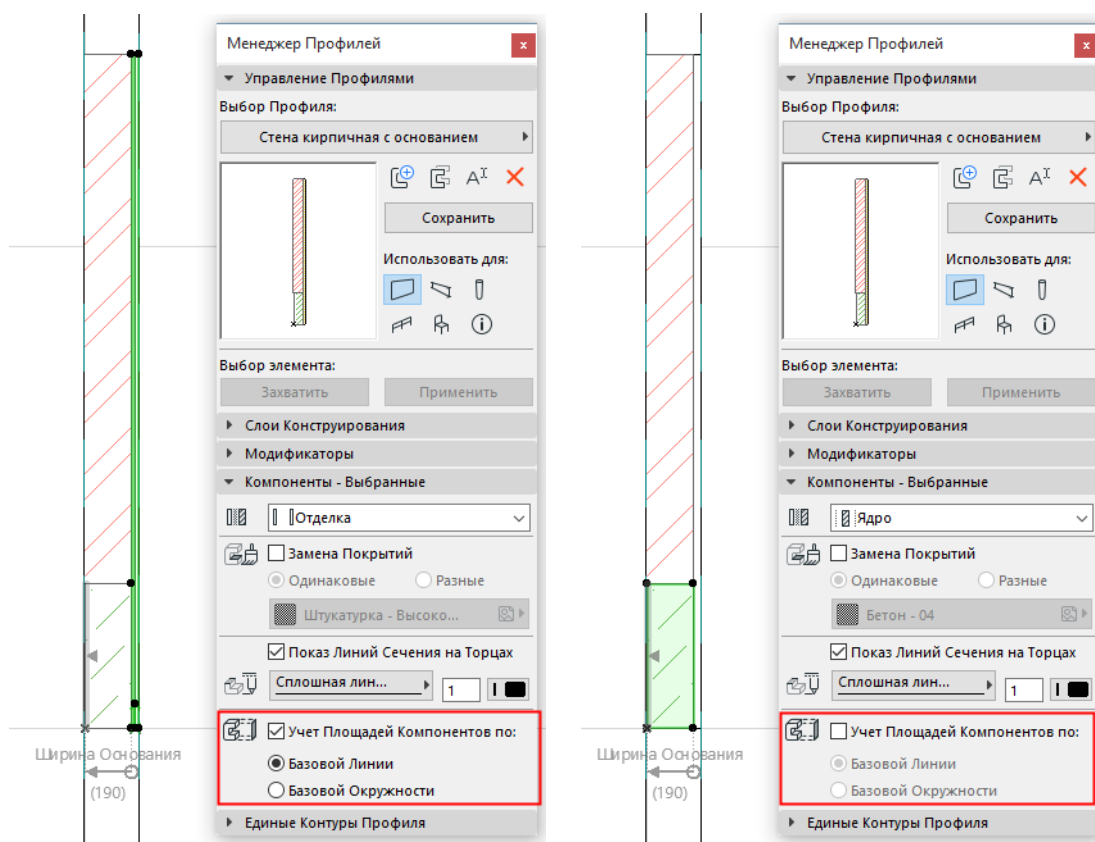 Менеджер Профилей
x
Управление Профилями
Выбор Профиля:
Стена кирпичная с основанием
Сохранить
Использовать для:
Выбор элемента:
Захватить Применить
Слои Конструирования
Модификаторы
Компоненты - Выбранные
Отделка
Замена Покрытий
Одинаковые Разные
Штукатурка - Высоко...
Показ Линий Сечения на Торцах
Сплошная лин... 1
Учет Площадей Компонентов по:
Базовой Линии
Базовой Окружности
Единые Контуры Профиля
Ширина Основания
(190)
Менеджер Профилей
x
Управление Профилями
Выбор Профиля:
Стена кирпичная с основанием
Сохранить
Использовать для:
Выбор элемента:
Захватить Применить
Слои Конструирования
Модификаторы
Компоненты - Выбранные
Ядро
Замена Покрытий
Одинаковые Разные
Бетон - 04
Показ Линий Сечения на Торцах
Сплошная лин... 1
Учет Площадей Компонентов по:
Базовой Линии
Базовой Окружности
Единые Контуры Профиля
Ширина Основания
(190)